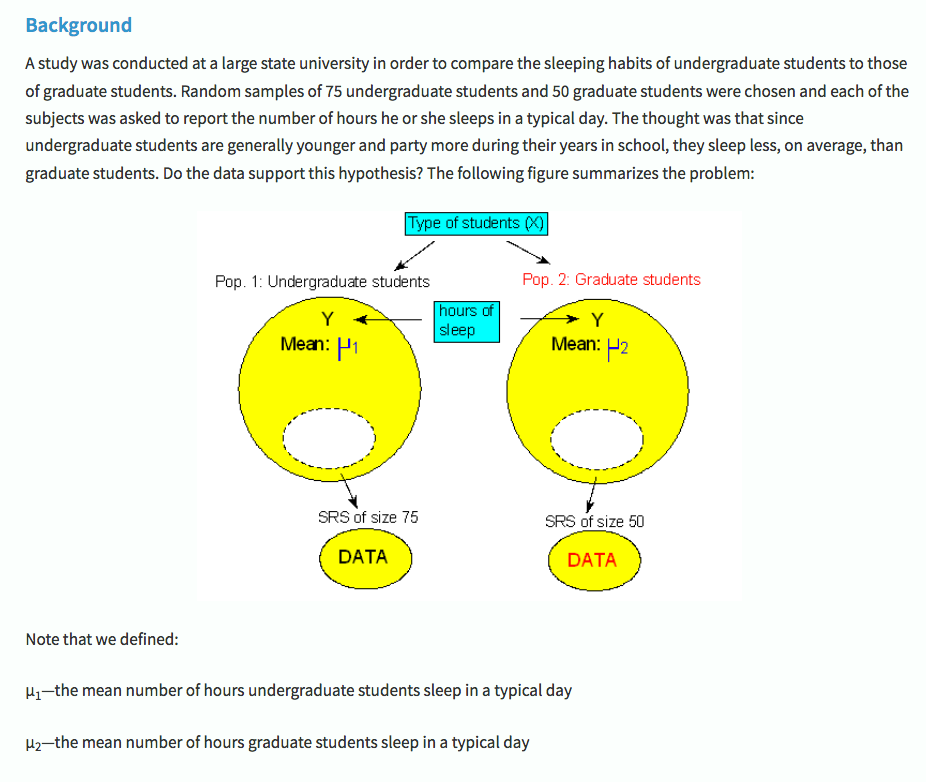 Background
A study was conducted at a large state university in order to compare the sleeping habits of undergraduate students to those
of graduate students. Random samples of 75 undergraduate students and 50 graduate students were chosen and each of the
subjects was asked to report the number of hours he or she sleeps in a typical day. The thought was that since
undergraduate students are generally younger and party more during their years in school, they sleep less, on average, than
graduate students. Do the data support this hypothesis? The following figure summarizes the problem:
Type of students (X)
Pop. 1: Undergraduate students
Pop. 2: Graduate students
Y
hours of
sleep
Y
Mean: μ1
Mean: μ2
SRS of size 75
SRS of size 50
DATA
DATA
Note that we defined:
μ₁—the mean number of hours undergraduate students sleep in a typical day
μ₂—the mean number of hours graduate students sleep in a typical day